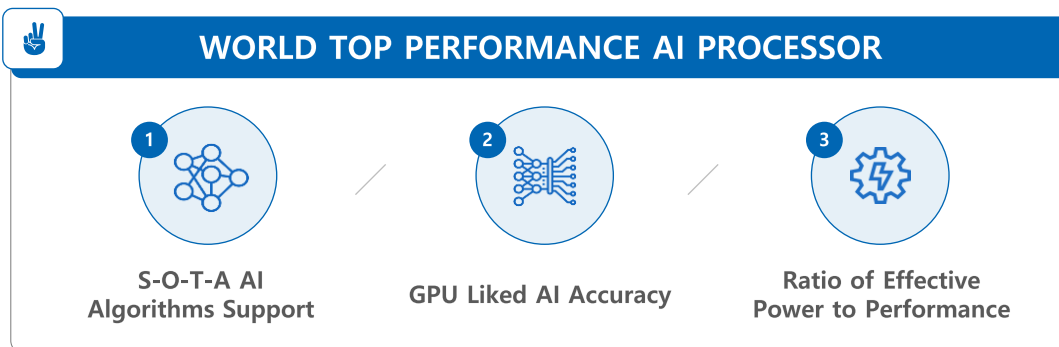 WORLD TOP PERFORMANCE AI PROCESSOR
1
S-O-T-A AI
Algorithms Support
2
GPU Liked AI Accuracy
3
Ratio of Effective
Power to Performance